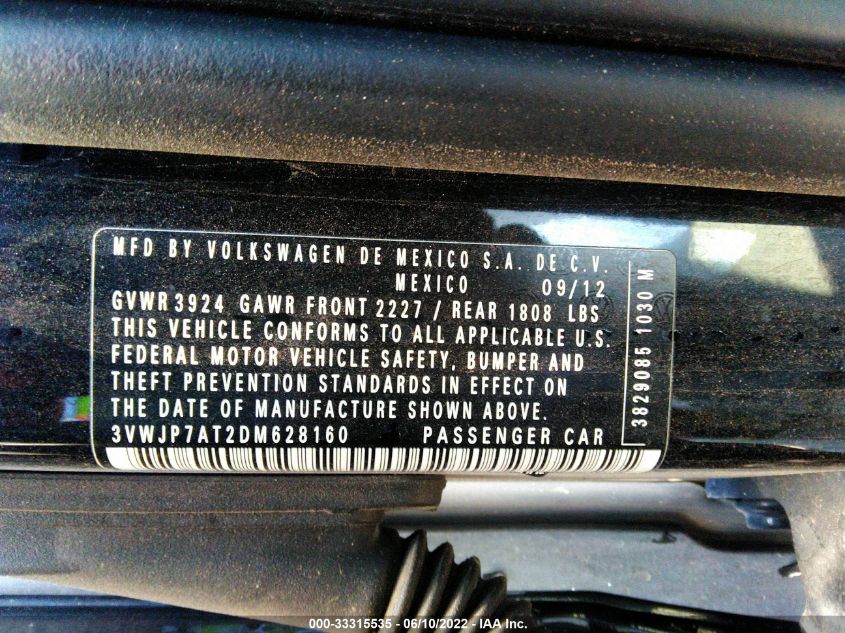 MFD BY VOLKSWAGEN DE MEXICO S.A. DE C.V.
MEXICO 09/12
GVWR 3924 GAWR FRONT 2227 / REAR 1808 LBS
THIS VEHICLE CONFORMS TO ALL APPLICABLE U.S.
FEDERAL MOTOR VEHICLE SAFETY, BUMPER AND
THEFT PREVENTION STANDARDS IN EFFECT ON
THE DATE OF MANUFACTURE SHOWN ABOVE.
3VWJP7AT2DM628160 PASSENGER CAR
3829085 1030 M
000-33315535 - 06/10/2022 - IAA Inc.